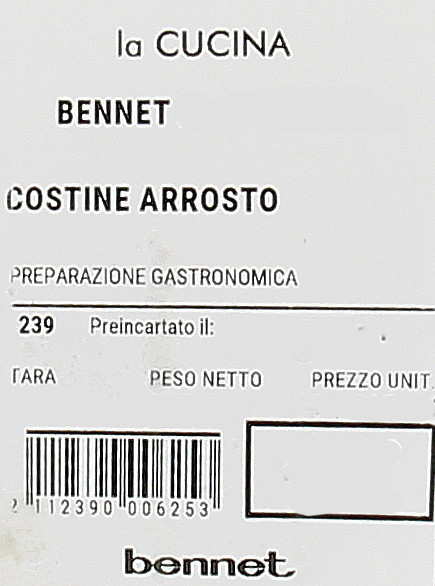 la CUCINA
BENNET
COSTINE ARROSTO
PREPARAZIONE GASTRONOMICA
239 Preincartato il:
TARA PESO NETTO PREZZO UNIT.
2 112390 006253
bennet